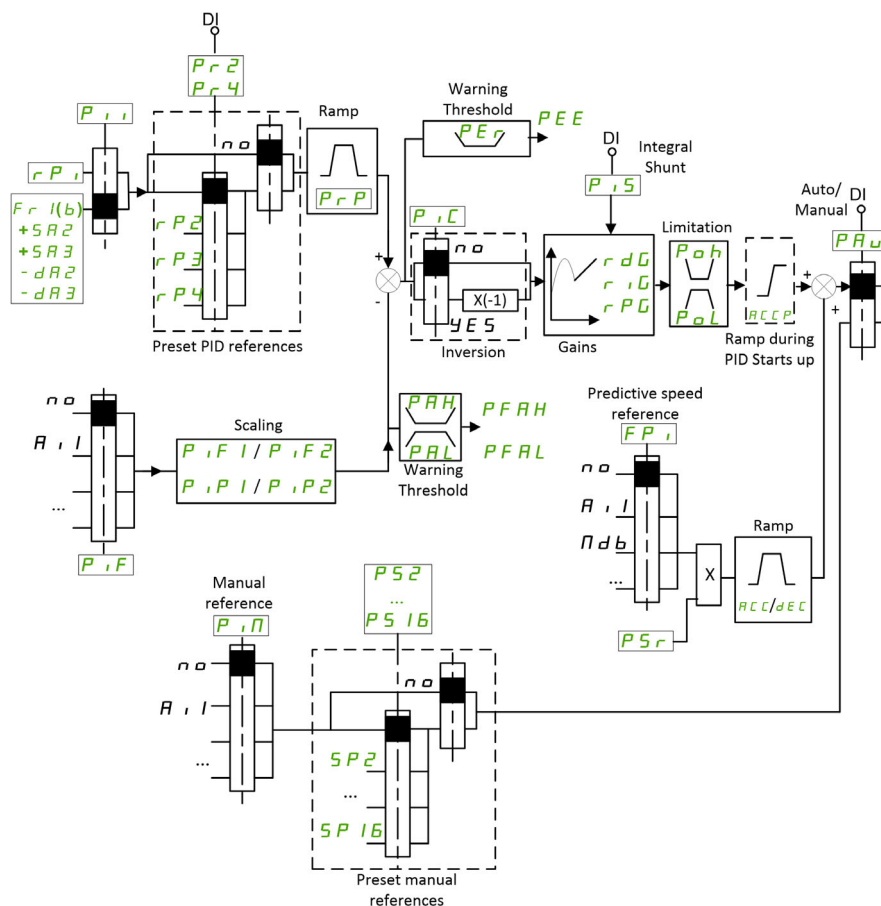 DI
Pr2
Pr4
Pii
no
rPi
Fr1(b)
+SA2
+SA3
-dA2
-dA3
rP2
rP3
rP4
Preset PID references
Ramp
PrP
+
-
Warning
Threshold
PEr
PEE
PiC
no
X(-1)
YES
Inversion
DI
Integral
Shunt
PiS
rdG
riG
rPG
Gains
Limitation
Poh
PoL
ACCP
Ramp during
PID Starts up
+
+
Auto/
Manual
DI
PAu
no
Ai1
...
PiF
Scaling
PiF1/PiF2
PiP1/PiP2
PAH
PAL
Warning
Threshold
PFAH
PFAL
Predictive speed
reference
FPi
no
Ai1
Mdb
...
PSr
X
Ramp
ACC/dEC
Manual
reference
PiM
no
Ai1
...
PS2
...
PS16
no
SP2
...
SP16
Preset manual
references